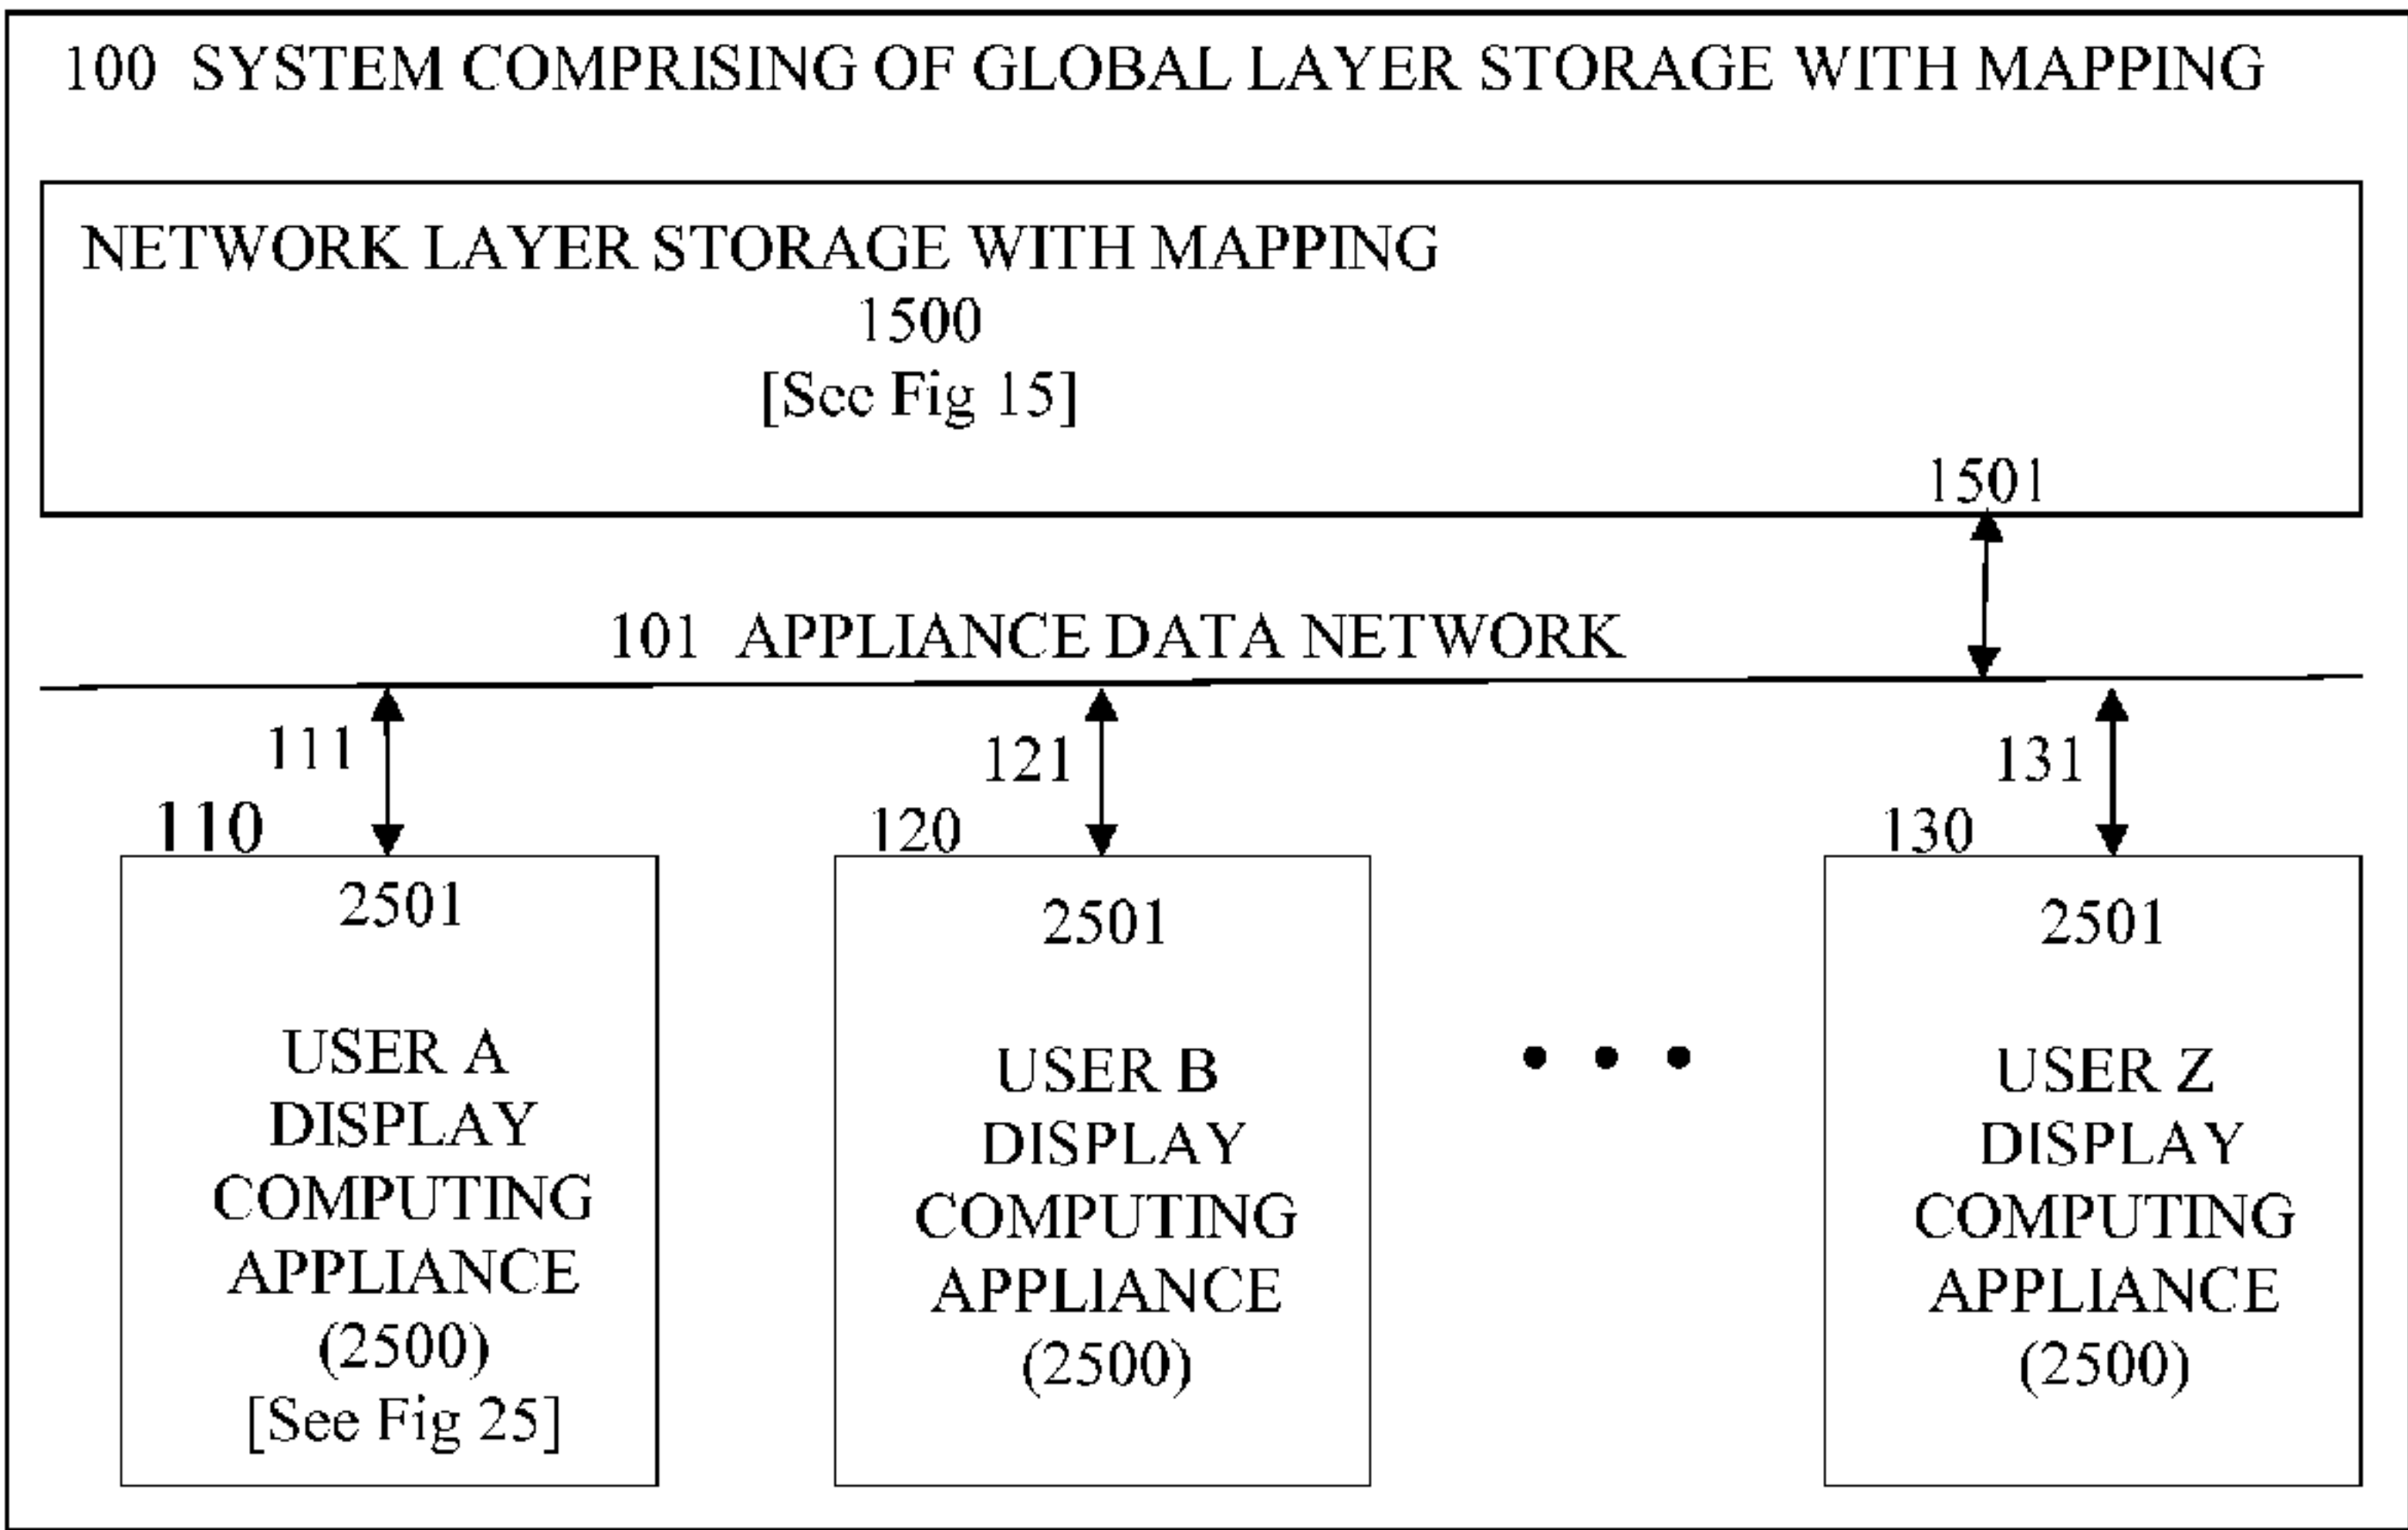 100 SYSTEM COMPRISING OF GLOBAL LAYER STORAGE WITH MAPPING
NETWORK LAYER STORAGE WITH MAPPING
1500
[See Fig 15]
1501
101 APPLIANCE DATA NETWORK
111
121
131
110
120
130
2501
USER A
DISPLAY
COMPUTING
APPLIANCE
(2500)
[See Fig 25]
2501
USER B
DISPLAY
COMPUTING
APPLIANCE
(2500)
• • •
2501
USER Z
DISPLAY
COMPUTING
APPLIANCE
(2500)